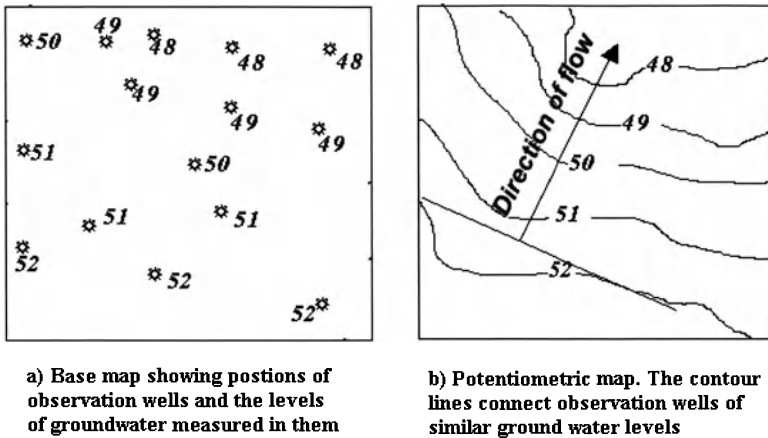 49
50
48
48
48
49
49
49
51
50
51
51
52
52
52
a) Base map showing postions of
observation wells and the levels
of groundwater measured in them
Direction of flow
48
49
50
51
52
b) Potentiometric map. The contour
lines connect observation wells of
similar ground water levels